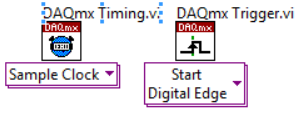 DAQmx Timing.vi DAQmx Trigger.vi
DAQmx DAQmx
Sample Clock Start
Digital Edge